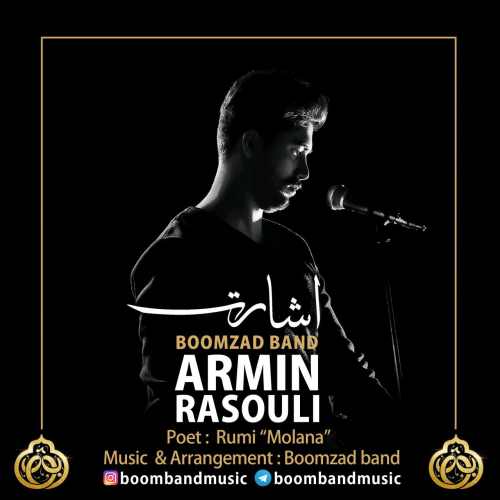 اشارت
BOOMZAD BAND
ARMIN
RASOULI
Poet : Rumi “Molana”
Music & Arrangement : Boomzad band
boombandmusic boombandmusic